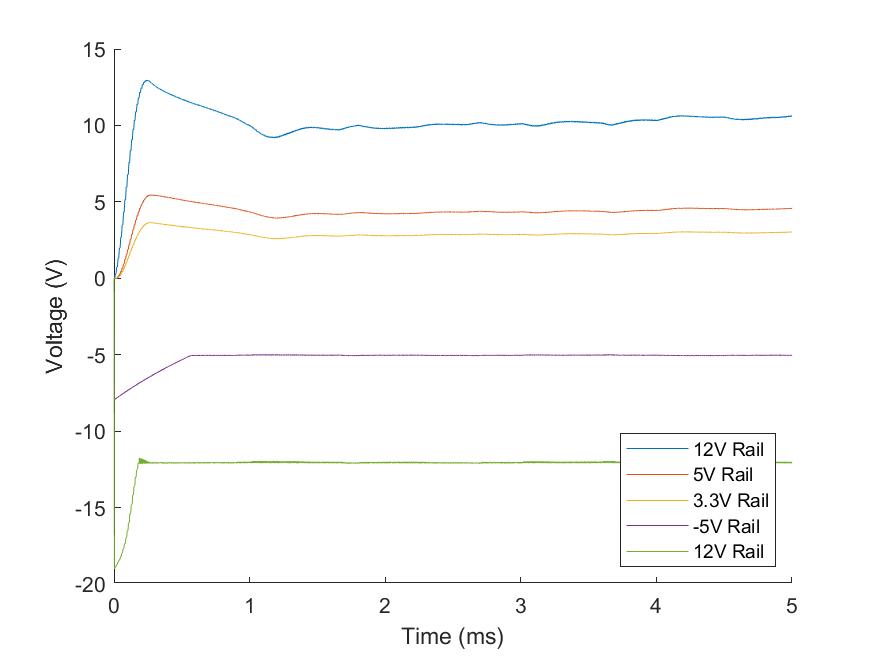 15
10
5
0
-5
-10
-15
-20
Voltage (V)
12V Rail
5V Rail
3.3V Rail
-5V Rail
12V Rail
0 1 2 3 4 5
Time (ms)